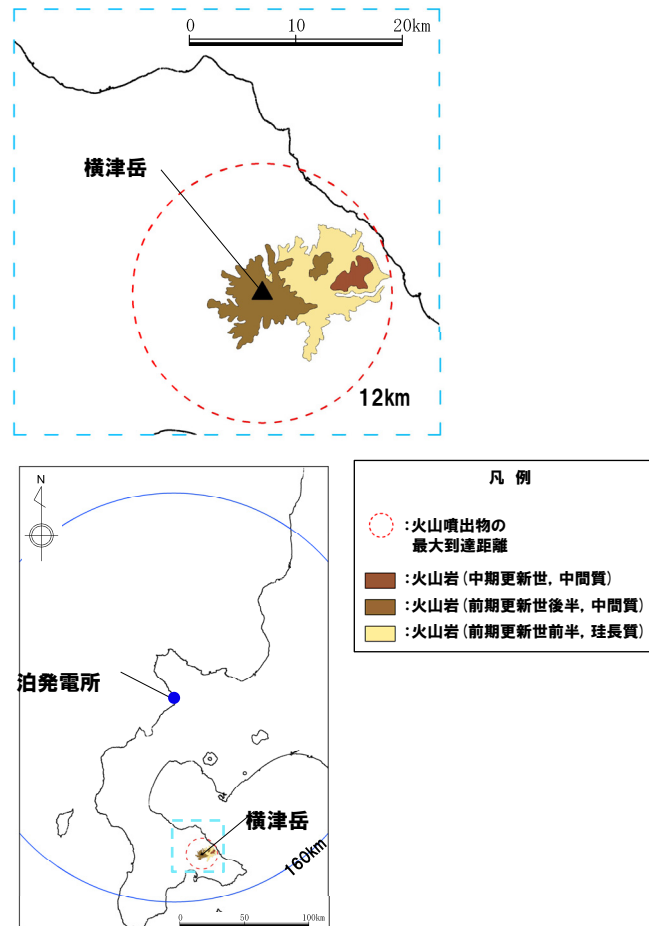 0 10 20km
横津岳
12km
凡 例
:火山噴出物の
最大到達距離
:火山岩(中期更新世, 中間質)
:火山岩(前期更新世後半, 中間質)
:火山岩(前期更新世前半, 珪長質)
N
泊発電所
横津岳
160km
0 50 100km